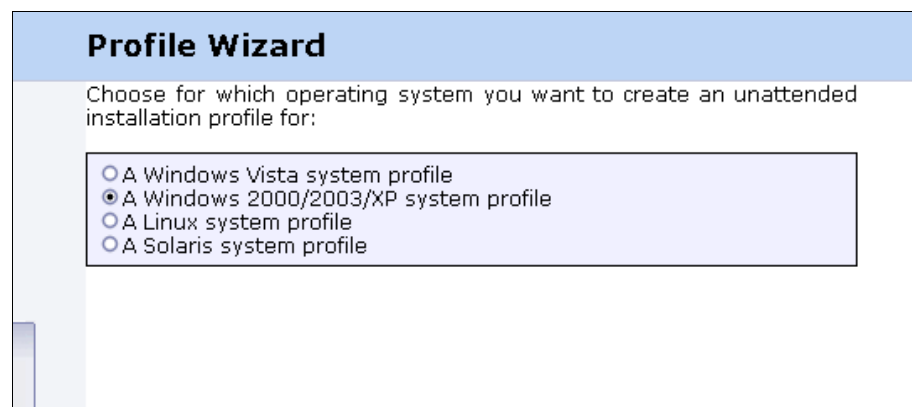 Profile Wizard
Choose for which operating system you want to create an unattended
installation profile for:
A Windows Vista system profile
A Windows 2000/2003/XP system profile
A Linux system profile
A Solaris system profile